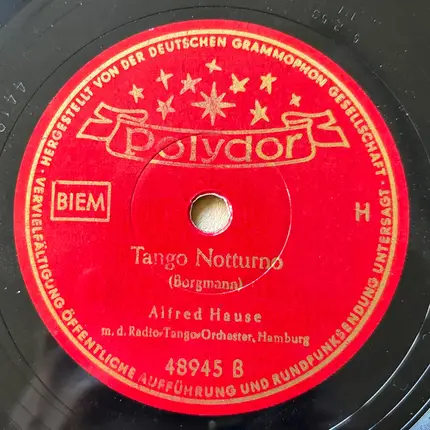 HERGESTELLT VON DER DEUTSCHEN GRAMMOPHON GESELLSCHAFT · VERVIELFÄLTIGUNG ÖFFENTLICHE AUFFÜHRUNG UND RUNDFUNKSENDUNG UNTERSAGT ·
Polydor
BIEM
H
Tango Notturno
(Borgmann)
Alfred Hause
m. d. Radio-Tango-Orchester, Hamburg
48945 B